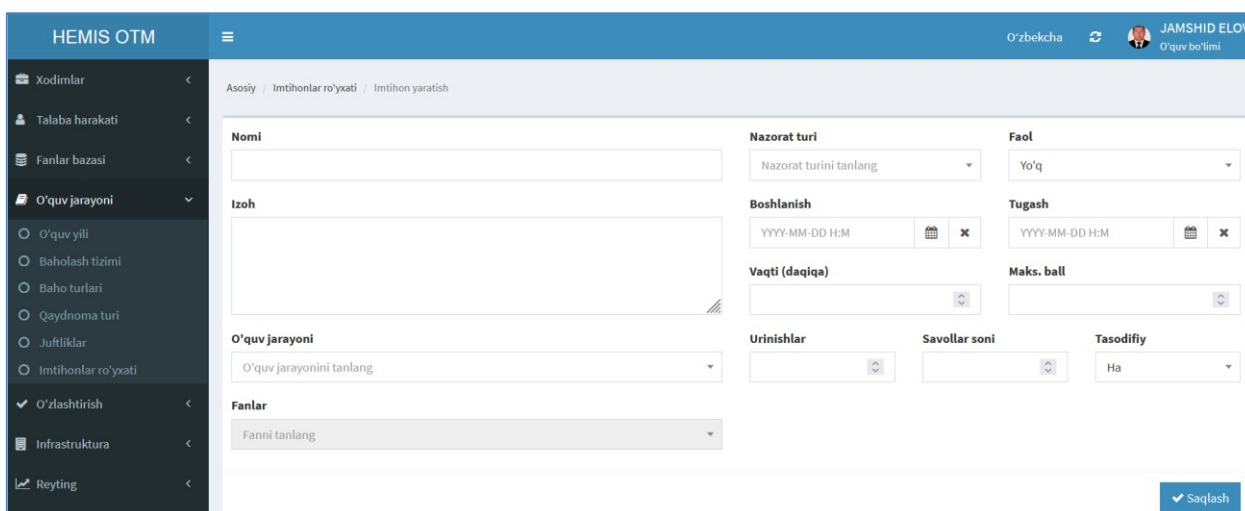 HEMIS OTM
O'zbekcha
JAMSHID ELOV
O'quv bo'limi
Xodimlar
Talaba harakati
Fanlar bazasi
O'quv jarayoni
O'quv yili
Baholash tizimi
Baho turlari
Qaydnoma turi
Juftliklar
Imtihonlar ro'yxati
O'zlashtirish
Infrastruktura
Reyting
Asosiy / Imtihonlar ro'yxati / Imtihon yaratish
Nomi
Nazorat turi
Faol
Nazorat turini tanlang
Yo'q
Izoh
Boshlanish
Tugash
YYYY-MM-DD H:M
YYYY-MM-DD H:M
Vaqti (daqiqa)
Maks. ball
O'quv jarayoni
Urinishlar
Savollar soni
Tasodifiy
O'quv jarayonini tanlang
Ha
Fanlar
Fanni tanlang
Saqlash